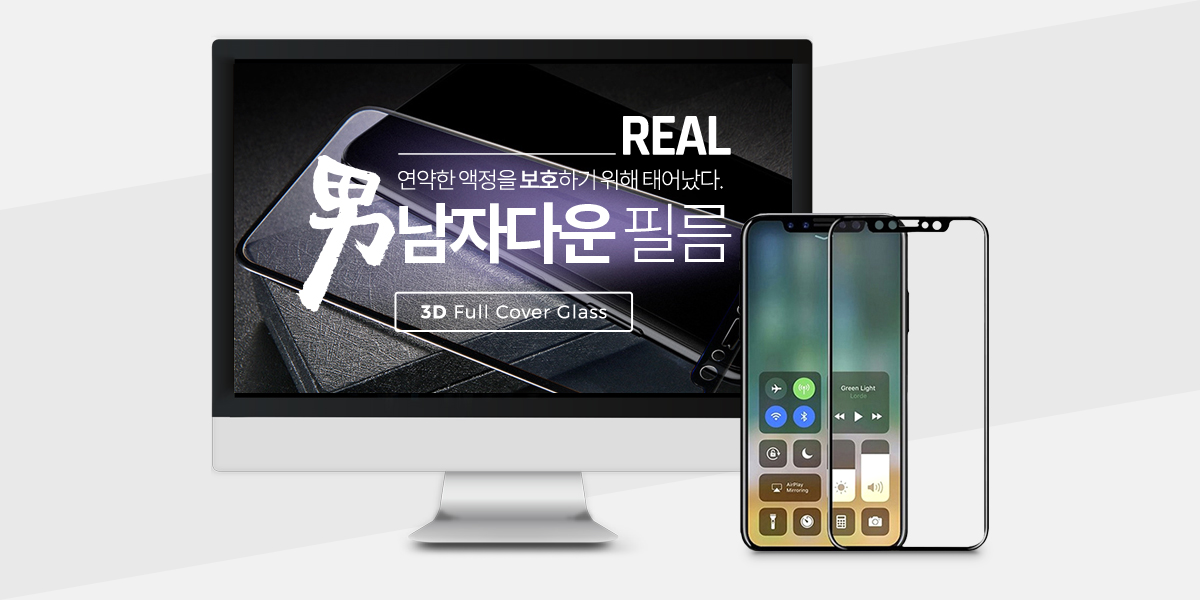 REAL
연약한 액정을 보호하기 위해 태어났다.
男 남자다운 필름
3D Full Cover Glass
Green Light
Lorde
AirPlay
Mirroring